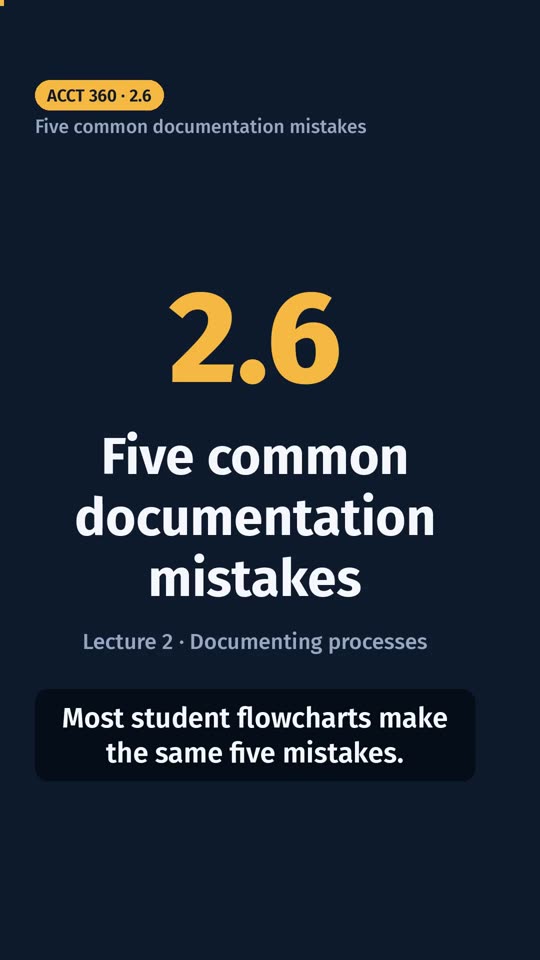 ACCT 360 · 2.6
Five common documentation mistakes
2.6
Five common
documentation
mistakes
Lecture 2 · Documenting processes
Most student flowcharts make
the same five mistakes.